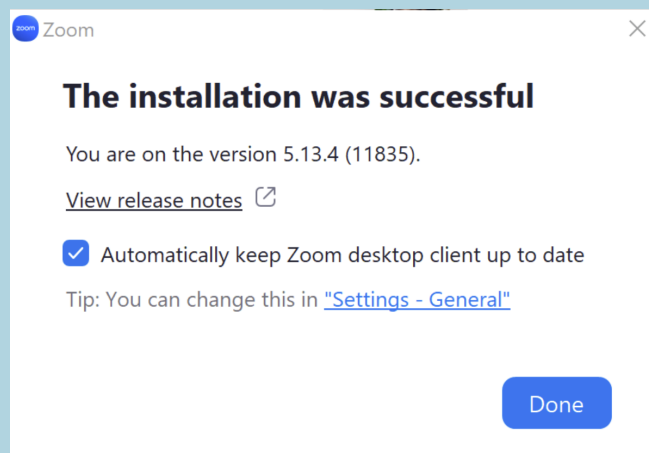 zoom Zoom
The installation was successful
You are on the version 5.13.4 (11835).
View release notes
Automatically keep Zoom desktop client up to date
Tip: You can change this in "Settings - General"
Done